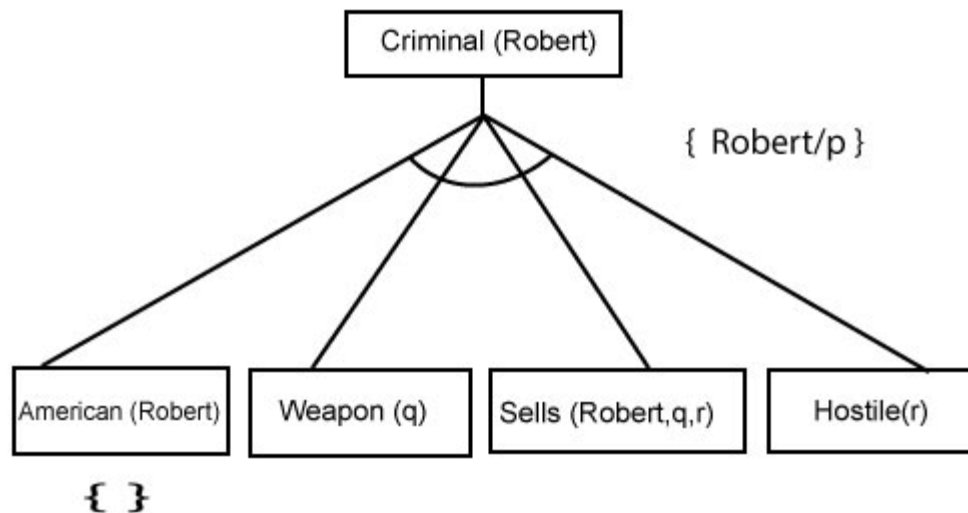 Criminal (Robert)
{ Robert/p }
American (Robert)
Weapon (q)
Sells (Robert,q,r)
Hostile(r)
{ }